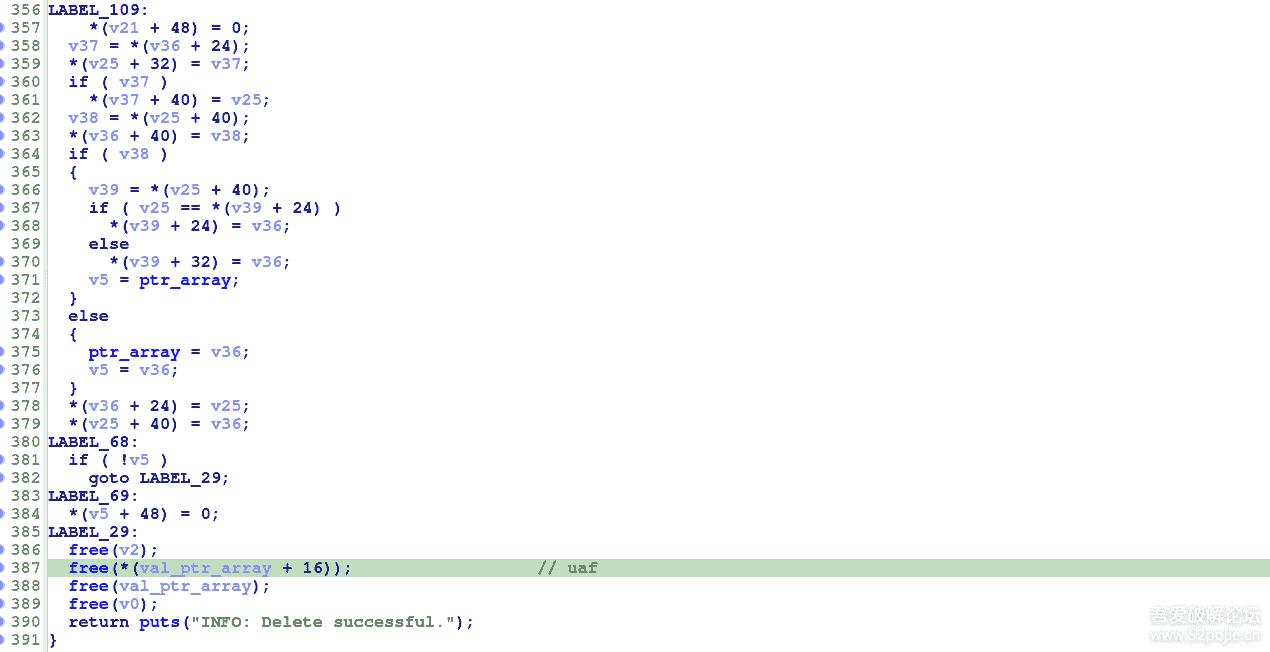 356 LABEL_109:
357 *(v21 + 48) = 0;
358 v37 = *(v36 + 24);
359 *(v25 + 32) = v37;
360 if ( v37 )
361 *(v37 + 40) = v25;
362 v38 = *(v25 + 40);
363 *(v36 + 40) = v38;
364 if ( v38 )
365 {
366 v39 = *(v25 + 40);
367 if ( v25 == *(v39 + 24) )
368 *(v39 + 24) = v36;
369 else
370 *(v39 + 32) = v36;
371 v5 = ptr_array;
372 }
373 else
374 {
375 ptr_array = v36;
376 v5 = v36;
377 }
378 *(v36 + 24) = v25;
379 *(v25 + 40) = v36;
380 LABEL_68:
381 if ( !v5 )
382 goto LABEL_29;
383 LABEL_69:
384 *(v5 + 48) = 0;
385 LABEL_29:
386 free(v2);
387 free(*(val_ptr_array + 16)); // uaf
388 free(val_ptr_array);
389 free(v0);
390 return puts("INFO: Delete successful.");
391 }
吾爱破解论坛
www.52pojie.cn